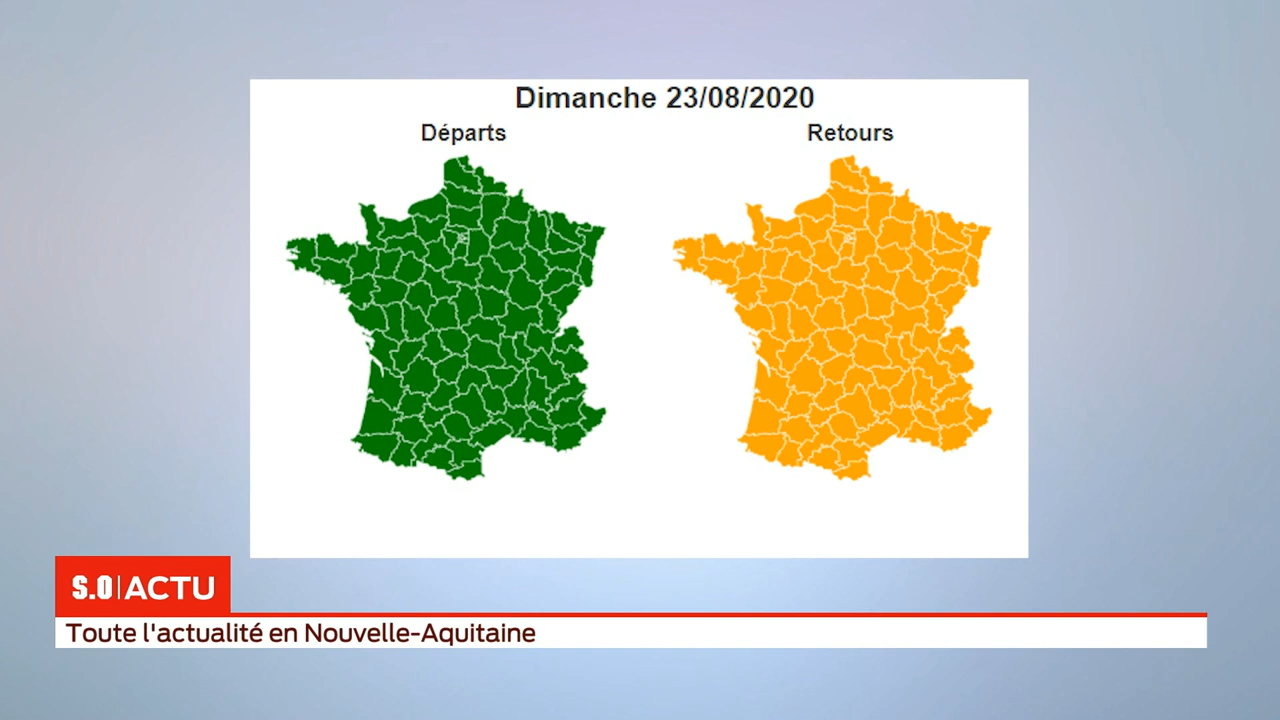 Dimanche 23/08/2020
Départs
Retours
S.O|ACTU
Toute l'actualité en Nouvelle-Aquitaine